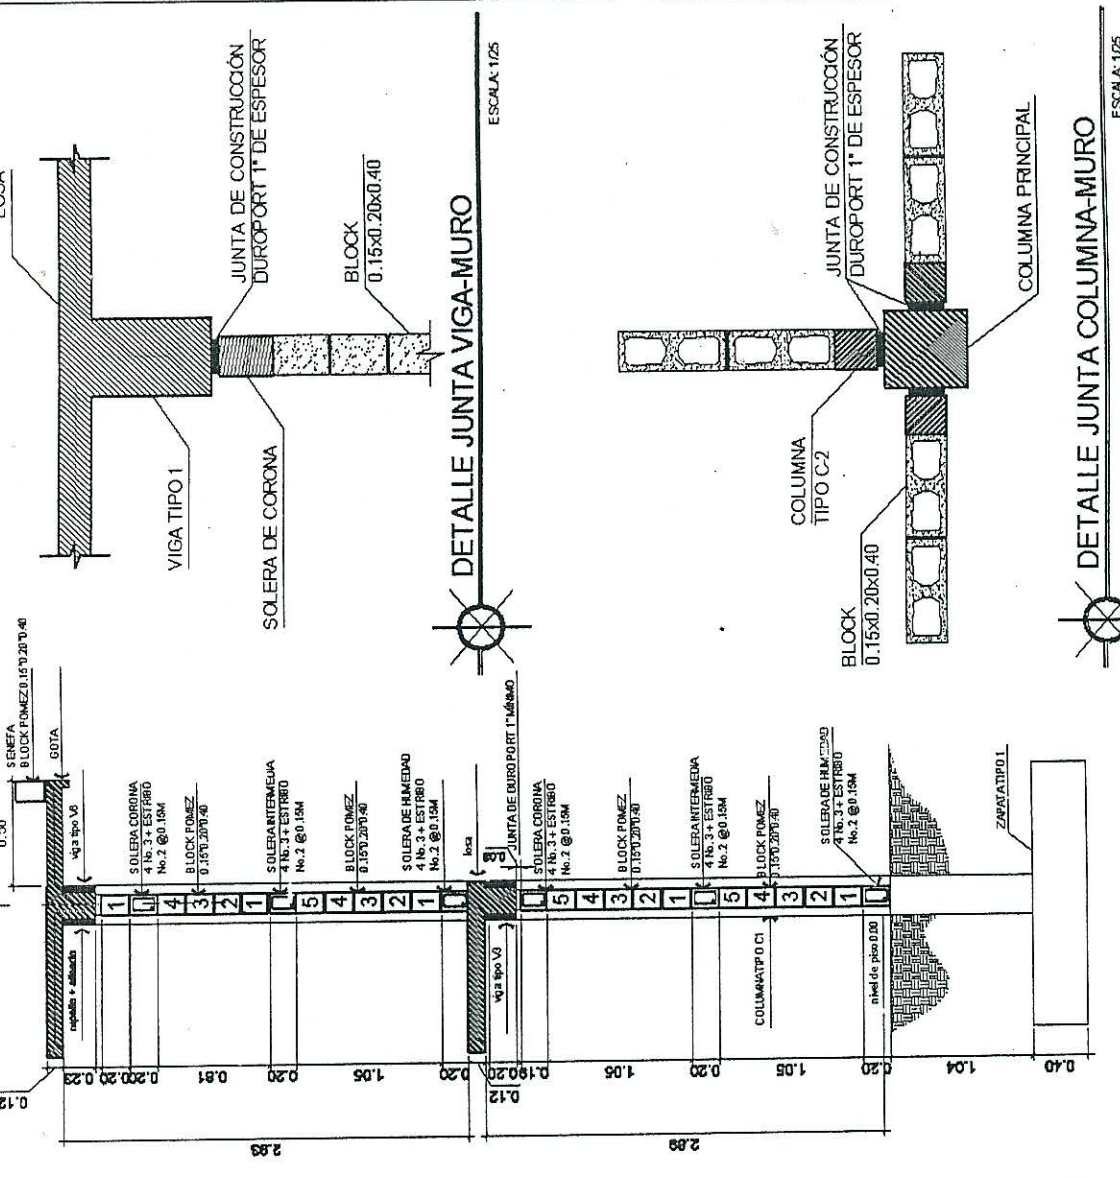 JUNTA DE CONSTRUCCIÓN
DUROPORT 1" DE ESPESOR
BLOCK
0.15x0.20x0.40
VIGA TIPO 1
SOLERA DE CORONA
DETALLE JUNTA VIGA-MURO
ESCALA: 1/25
JUNTA DE CONSTRUCCIÓN
DUROPORT 1" DE ESPESOR
COLUMNA PRINCIPAL
COLUMNA
TIPO C-2
BLOCK
0.15x0.20x0.40
DETALLE JUNTA COLUMNA-MURO
ESCALA: 1/25
SENEFA
BLOCK POMEZ 0.15*0.20*0.40
GOTA
viga tipo V6
SOLERA CORONA
4 No.3 + ESTRIBO
No.2 @0.15M
BLOCK POMEZ
0.15*0.20*0.40
SOLERA INTERMEDIA
4 No.3 + ESTRIBO
No.2 @0.15M
BLOCK POMEZ
0.15*0.20*0.40
SOLERA DE HUMEDAD
4 No.3 + ESTRIBO
No.2 @0.15M
losa
JUNTA DE DUROPORT 1" MÍNIMO
SOLERA CORONA
4 No.3 + ESTRIBO
No.2 @0.15M
BLOCK POMEZ
0.15*0.20*0.40
SOLERA INTERMEDIA
4 No.3 + ESTRIBO
No.2 @0.15M
BLOCK POMEZ
0.15*0.20*0.40
SOLERA DE HUMEDAD
4 No.3 + ESTRIBO
No.2 @0.15M
ZAPATA TIPO 1
1
4
3
2
1
5
4
3
2
1
5
4
3
2
1
5
4
3
2
1
repello + alisado
viga tipo V3
COLUMNA TIPO C1
nivel de piso 0.00
0.23
0.20
0.20
0.81
0.20
1.05
0.20
0.20
0.12
0.19
1.05
0.20
1.05
0.20
1.04
0.40
2.93
2.89